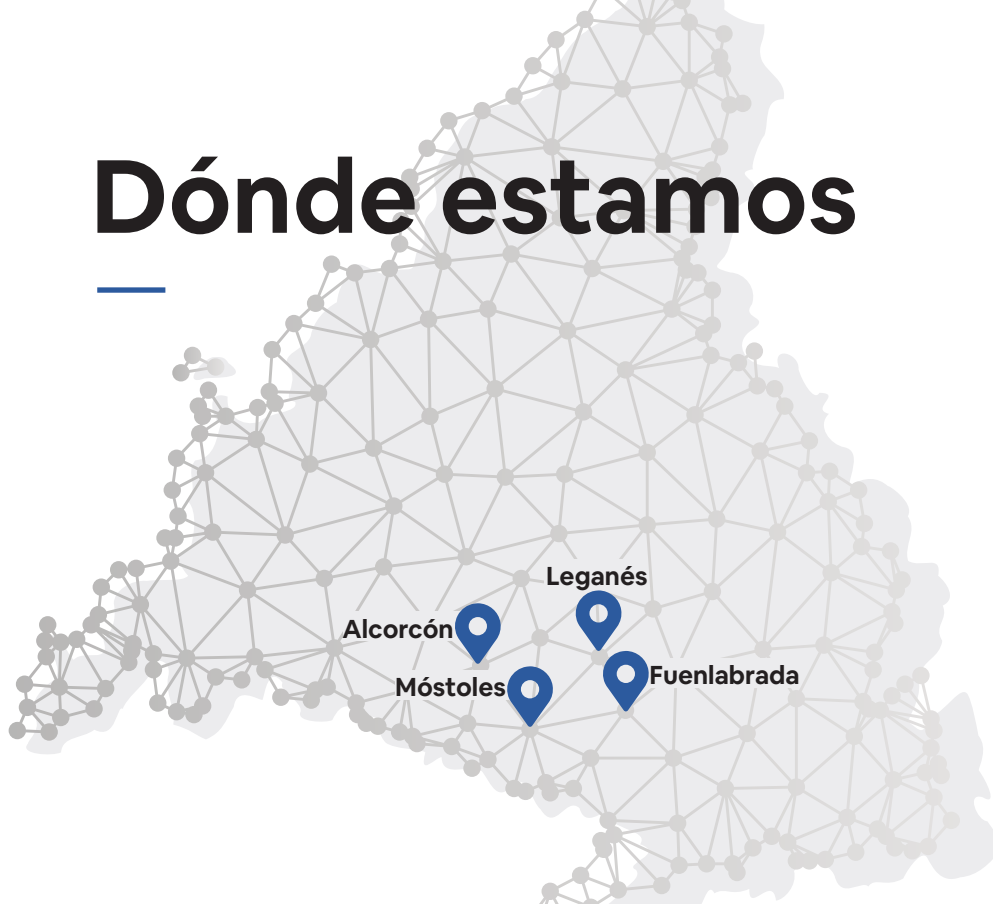 Dónde estamos
Leganés
Alcorcón
Fuenlabrada
Móstoles